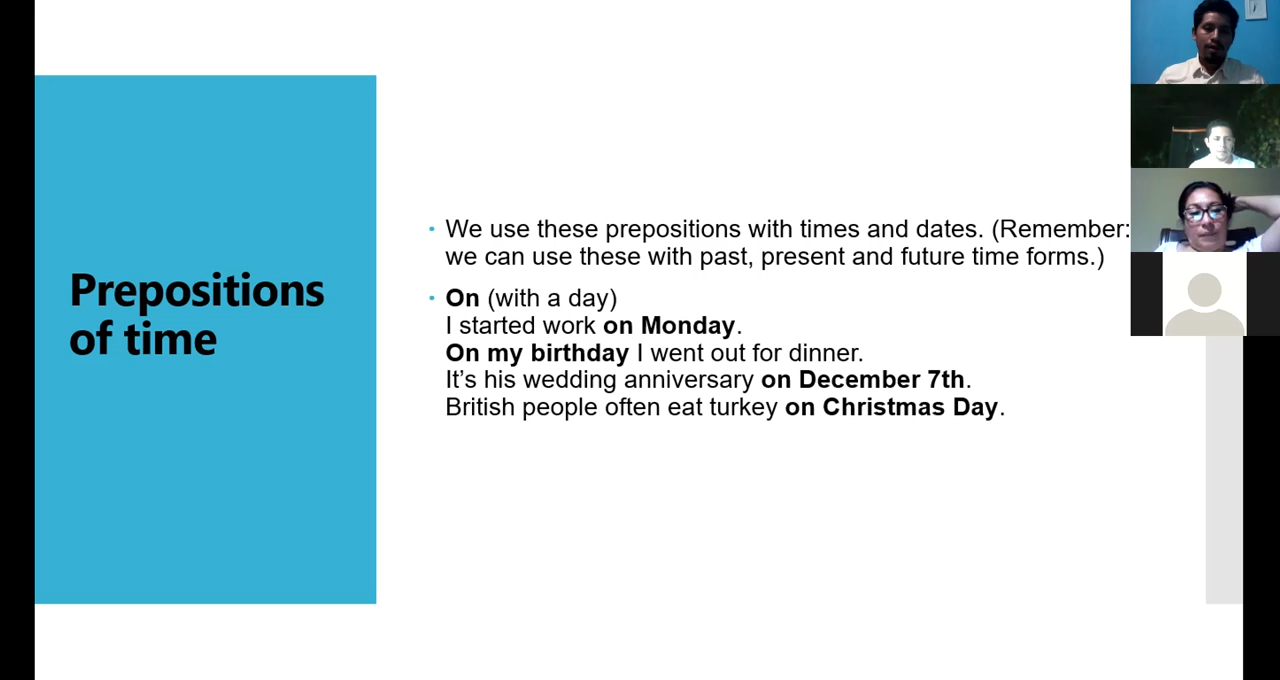 Prepositions
of time
We use these prepositions with times and dates. (Remember:
we can use these with past, present and future time forms.)
On (with a day)
I started work on Monday.
On my birthday I went out for dinner.
It’s his wedding anniversary on December 7th.
British people often eat turkey on Christmas Day.